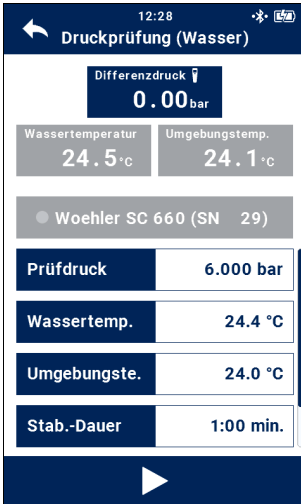 12:28
Druckprüfung (Wasser)
Differenzdruck
0.00bar
Wassertemperatur
24.5°C
Umgebungstemp.
24.1°C
Woehler SC 660 (SN 29)
Prüfdruck
6.000 bar
Wassertemp.
24.4 °C
Umgebungste.
24.0 °C
Stab.-Dauer
1:00 min.